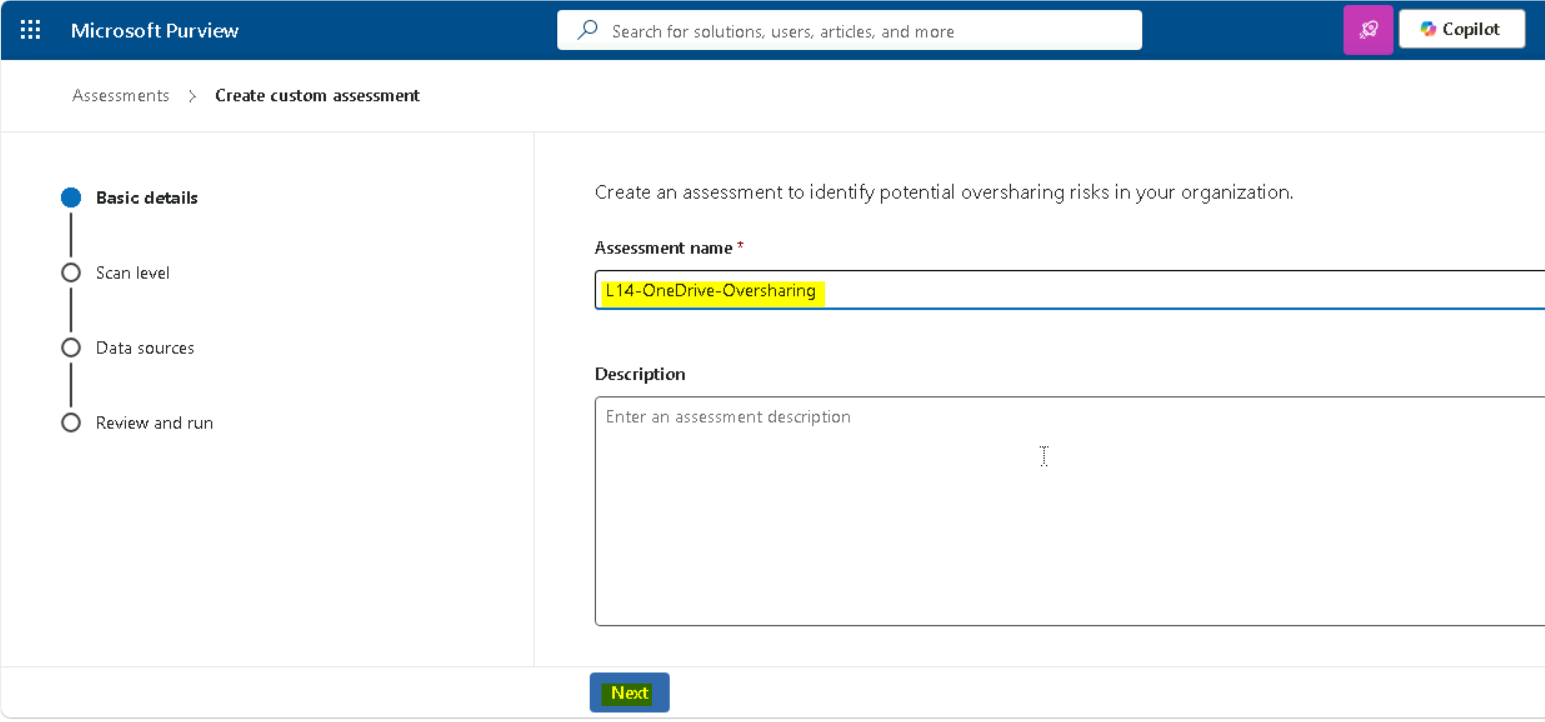 Microsoft Purview
Search for solutions, users, articles, and more
Copilot
Assessments > Create custom assessment
Basic details
Scan level
Data sources
Review and run
Create an assessment to identify potential oversharing risks in your organization.
Assessment name *
L14-OneDrive-Oversharing
Description
Enter an assessment description
Next